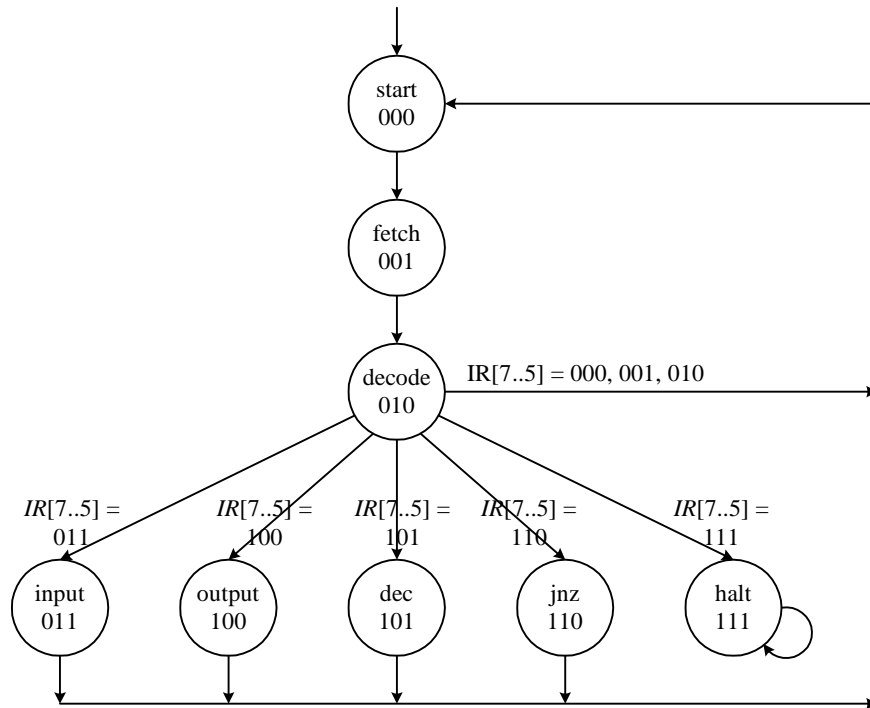 start
000
fetch
001
decode
010
IR[7..5] = 000, 001, 010
IR[7..5] =
011
IR[7..5] =
100
IR[7..5] =
101
IR[7..5] =
110
IR[7..5] =
111
input
011
output
100
dec
101
jnz
110
halt
111